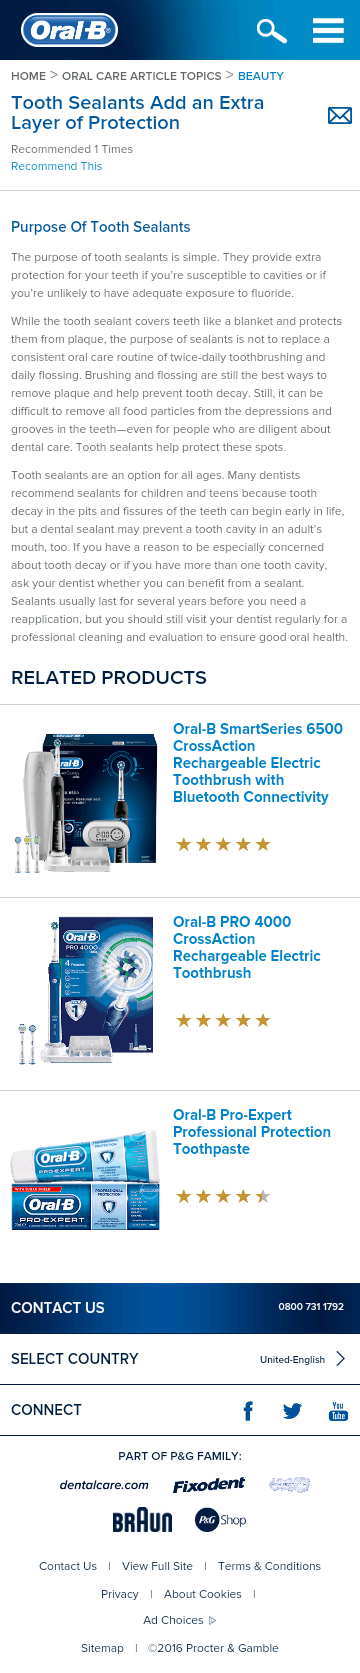 Oral-B
HOME > ORAL CARE ARTICLE TOPICS > BEAUTY
Tooth Sealants Add an Extra
Layer of Protection
Recommended 1 Times
Recommend This
Purpose Of Tooth Sealants
The purpose of tooth sealants is simple. They provide extra
protection for your teeth if you’re susceptible to cavities or if
you’re unlikely to have adequate exposure to fluoride.
While the tooth sealant covers teeth like a blanket and protects
them from plaque, the purpose of sealants is not to replace a
consistent oral care routine of twice-daily toothbrushing and
daily flossing. Brushing and flossing are still the best ways to
remove plaque and help prevent tooth decay. Still, it can be
difficult to remove all food particles from the depressions and
grooves in the teeth—even for people who are diligent about
dental care. Tooth sealants help protect these spots.
Tooth sealants are an option for all ages. Many dentists
recommend sealants for children and teens because tooth
decay in the pits and fissures of the teeth can begin early in life,
but a dental sealant may prevent a tooth cavity in an adult’s
mouth, too. If you have a reason to be especially concerned
about tooth decay or if you have more than one tooth cavity,
ask your dentist whether you can benefit from a sealant.
Sealants usually last for several years before you need a
reapplication, but you should still visit your dentist regularly for a
professional cleaning and evaluation to ensure good oral health.
RELATED PRODUCTS
Oral-B SmartSeries 6500
CrossAction
Rechargeable Electric
Toothbrush with
Bluetooth Connectivity
Oral-B
Oral-B PRO 4000
CrossAction
Rechargeable Electric
Toothbrush
Oral-B
PRO 4000
Oral-B Pro-Expert
Professional Protection
Toothpaste
Oral-B
PRO-EXPERT
Oral-B
PRO-EXPERT
CONTACT US 0800 731 1792
SELECT COUNTRY United-English
CONNECT
You
Tube
PART OF P&G FAMILY:
dentalcare.com Fixodent
BRAUN P&G Shop
Contact Us | View Full Site | Terms & Conditions
Privacy | About Cookies |
Ad Choices
Sitemap | ©2016 Procter & Gamble